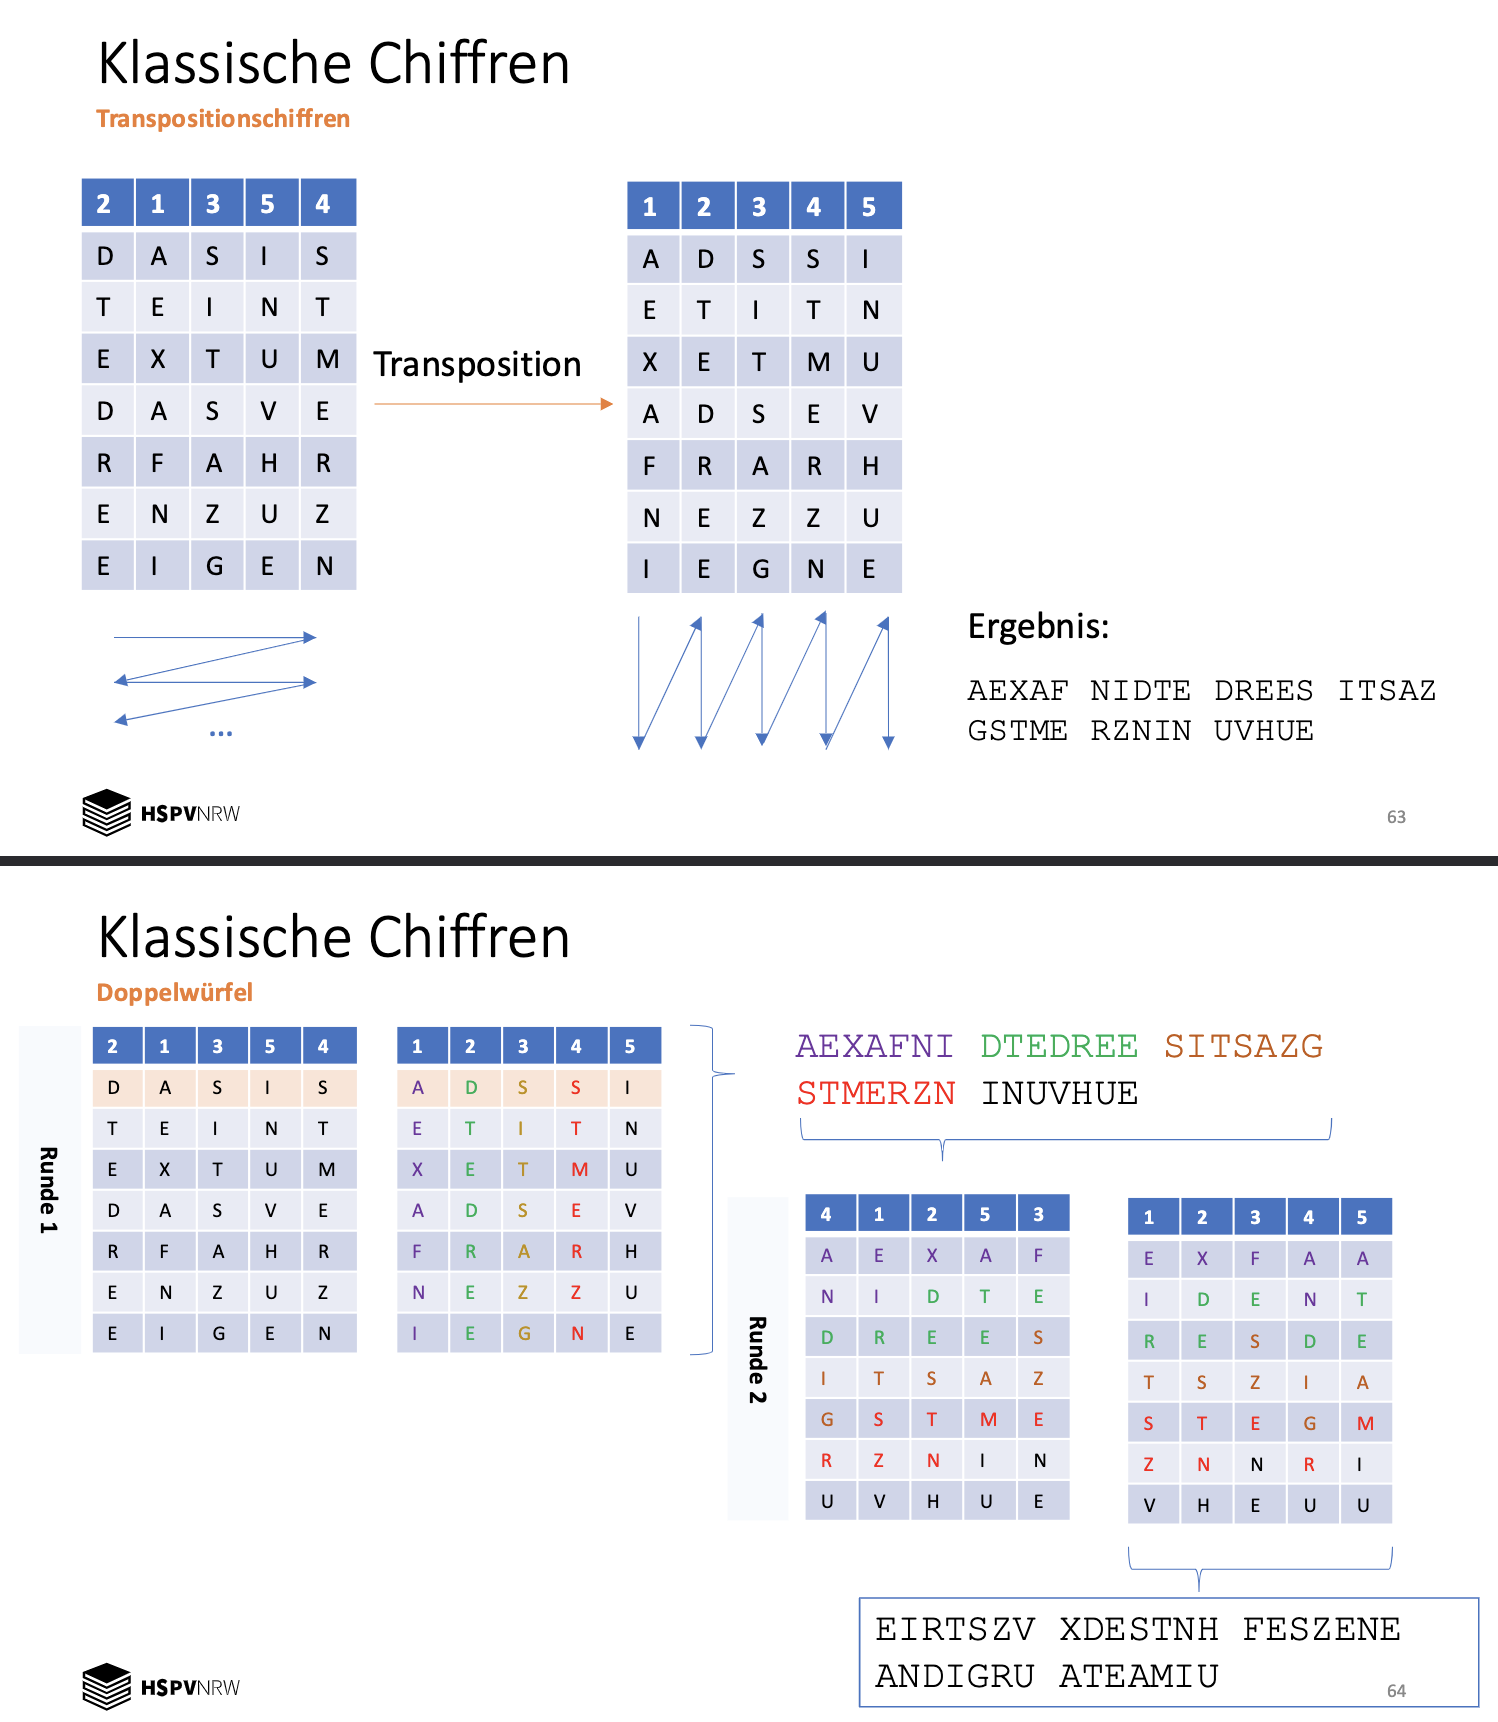 Klassische Chiffren
Transpositionschiffren
2 1 3 5 4
D A S I S
T E I N T
E X T U M
D A S V E
R F A H R
E N Z U Z
E I G E N
...
Transposition
1 2 3 4 5
A D S S I
E T I T N
X E T M U
A D S E V
F R A R H
N E Z Z U
I E G N E
Ergebnis:
AEXAF NIDTE DREES ITSAZ
GSTME RZNIN UVHUE
HSPVNRW
63
Klassische Chiffren
Doppelwürfel
Runde 1
2 1 3 5 4
D A S I S
T E I N T
E X T U M
D A S V E
R F A H R
E N Z U Z
E I G E N
1 2 3 4 5
A D S S I
E T I T N
X E T M U
A D S E V
F R A R H
N E Z Z U
I E G N E
AEXAFNI DTEDREE SITSAZG
STMERZN INUVHUE
Runde 2
4 1 2 5 3
A E X A F
N I D T E
D R E E S
I T S A Z
G S T M E
R Z N I N
U V H U E
1 2 3 4 5
E X F A A
I D E N T
R E S D E
T S Z I A
S T E G M
Z N N R I
V H E U U
EIRTSZV XDESTNH FESZENE
ANDIGRU ATEAMIU
HSPVNRW
64